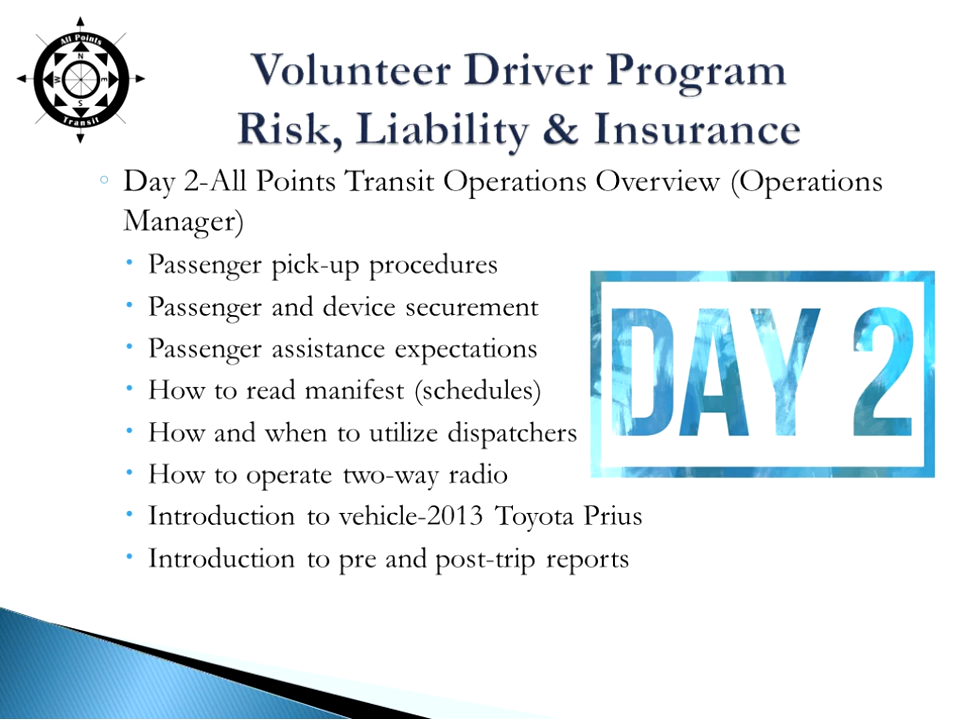 All Points
N
W
E
S
Transit
Volunteer Driver Program
Risk, Liability & Insurance
Day 2-All Points Transit Operations Overview (Operations
Manager)
Passenger pick-up procedures
Passenger and device securement
Passenger assistance expectations
How to read manifest (schedules)
How and when to utilize dispatchers
How to operate two-way radio
Introduction to vehicle-2013 Toyota Prius
Introduction to pre and post-trip reports
DAY 2